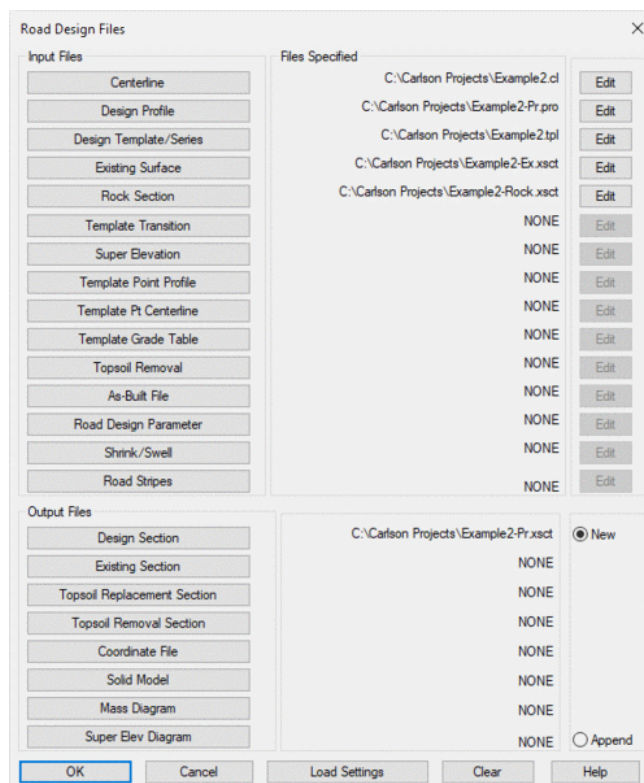 Road Design Files
Input Files Files Specified
Centerline C:\Carlson Projects\Example2.cl Edit
Design Profile C:\Carlson Projects\Example2-Pr.pro Edit
Design Template/Series C:\Carlson Projects\Example2.tpl Edit
Existing Surface C:\Carlson Projects\Example2-Ex.xsct Edit
Rock Section C:\Carlson Projects\Example2-Rock.xsct Edit
Template Transition NONE Edit
Super Elevation NONE Edit
Template Point Profile NONE Edit
Template Pt Centerline NONE Edit
Template Grade Table NONE Edit
Topsoil Removal NONE Edit
As-Built File NONE Edit
Road Design Parameter NONE Edit
Shrink/Swell NONE Edit
Road Stripes NONE Edit
Output Files
Design Section C:\Carlson Projects\Example2-Pr.xsct New
Existing Section NONE
Topsoil Replacement Section NONE
Topsoil Removal Section NONE
Coordinate File NONE
Solid Model NONE
Mass Diagram NONE
Super Elev Diagram NONE Append
OK Cancel Load Settings Clear Help